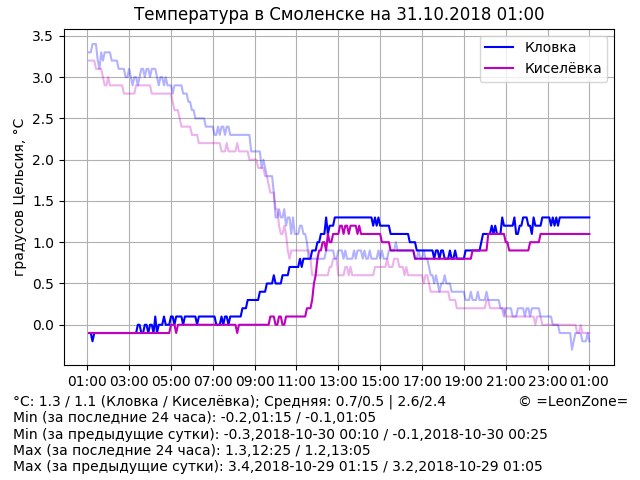 Температура в Смоленске на 31.10.2018 01:00
градусов Цельсия, °C
3.5
3.0
2.5
2.0
1.5
1.0
0.5
0.0
Кловка
Киселёвка
01:00 03:00 05:00 07:00 09:00 11:00 13:00 15:00 17:00 19:00 21:00 23:00 01:00
°C: 1.3 / 1.1 (Кловка / Киселёвка); Средняя: 0.7/0.5 | 2.6/2.4 © =LeonZone=
Min (за последние 24 часа): -0.2,01:15 / -0.1,01:05
Min (за предыдущие сутки): -0.3,2018-10-30 00:10 / -0.1,2018-10-30 00:25
Max (за последние 24 часа): 1.3,12:25 / 1.2,13:05
Max (за предыдущие сутки): 3.4,2018-10-29 01:15 / 3.2,2018-10-29 01:05